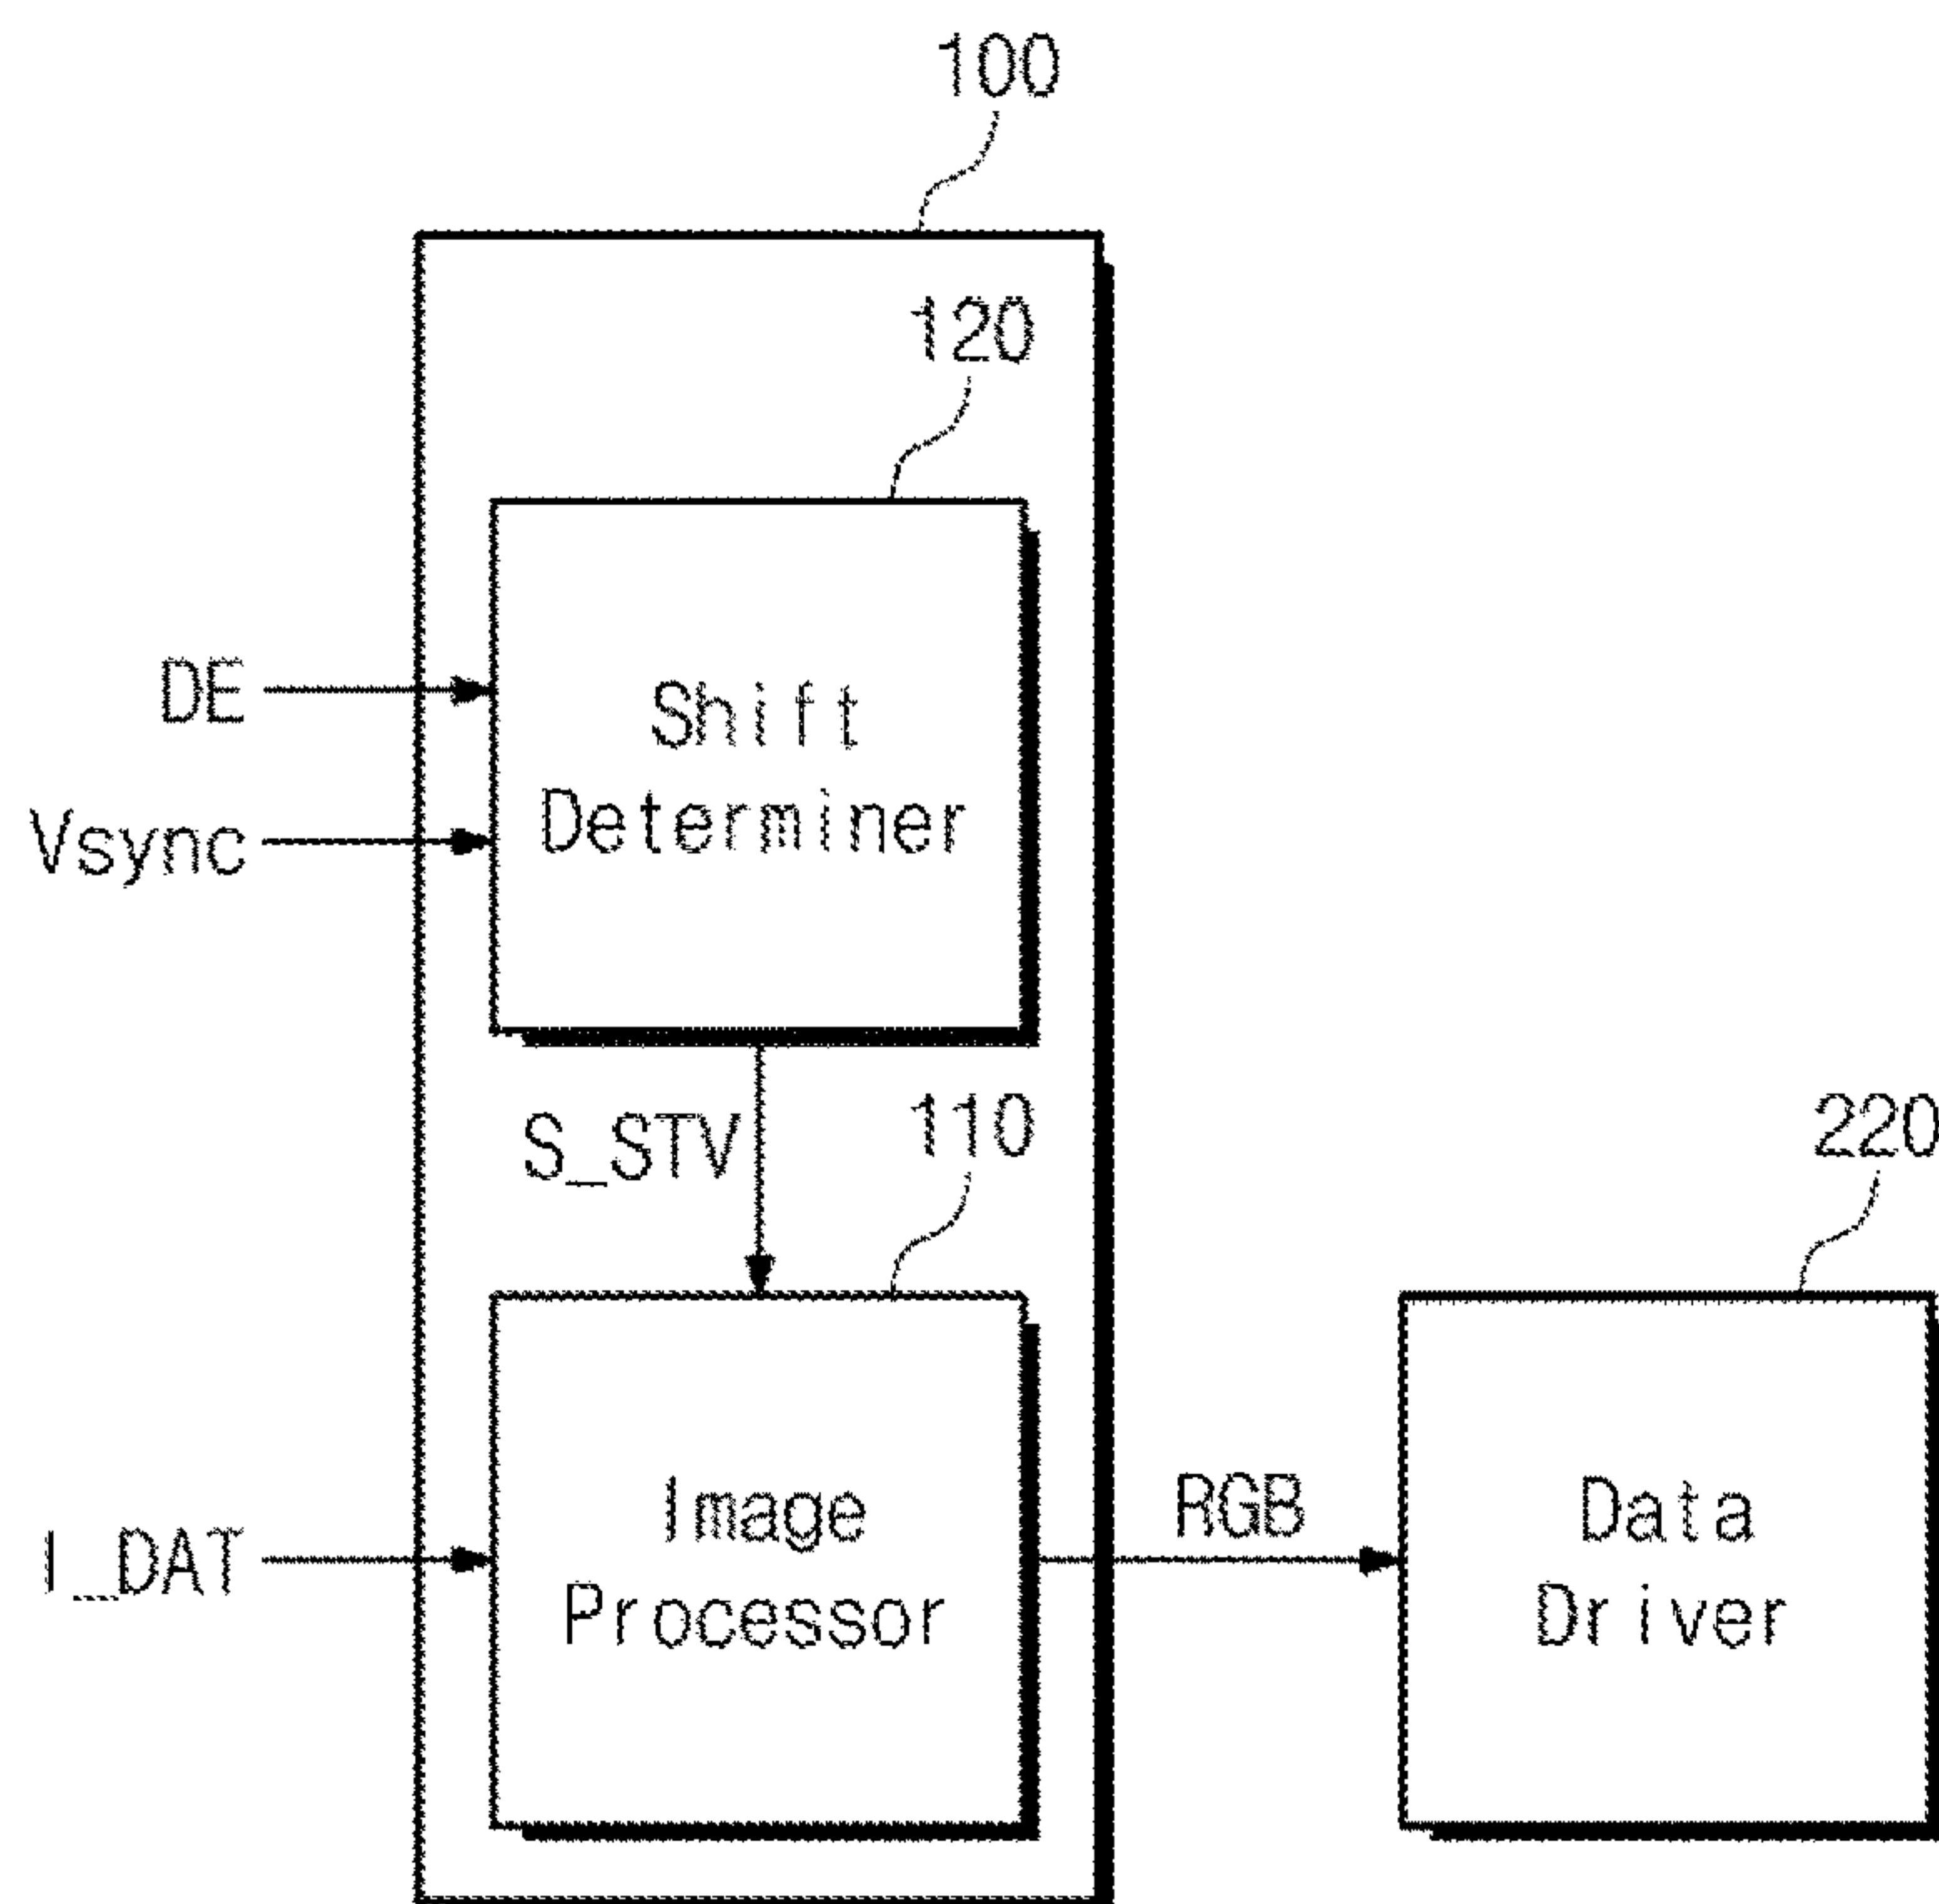 100
120
DE
Shift
Vsync
Determiner
S_STV
110
220
I_DAT
Image
Processor
RGB
Data
Driver